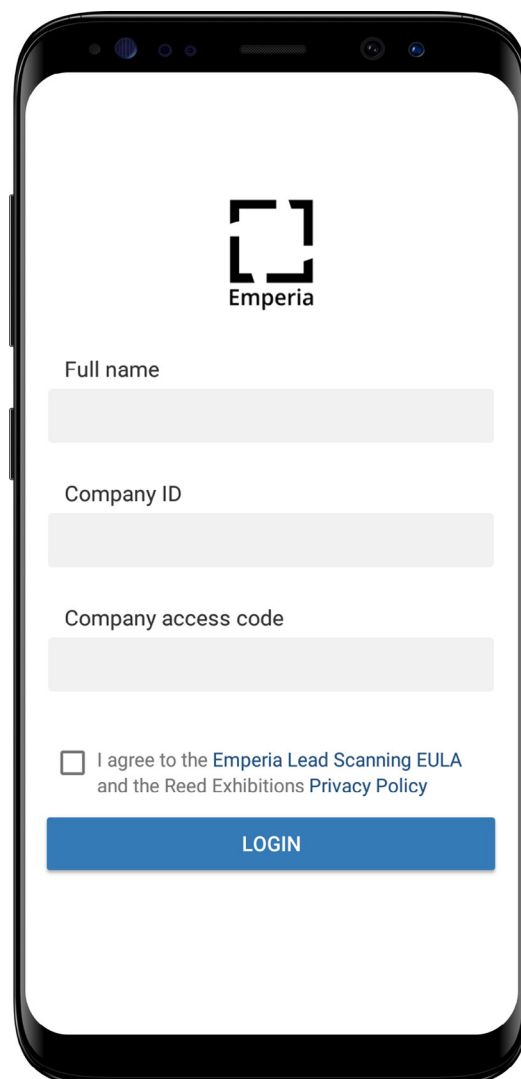 Emperia
Full name
Company ID
Company access code
I agree to the Emperia Lead Scanning EULA
and the Reed Exhibitions Privacy Policy
LOGIN